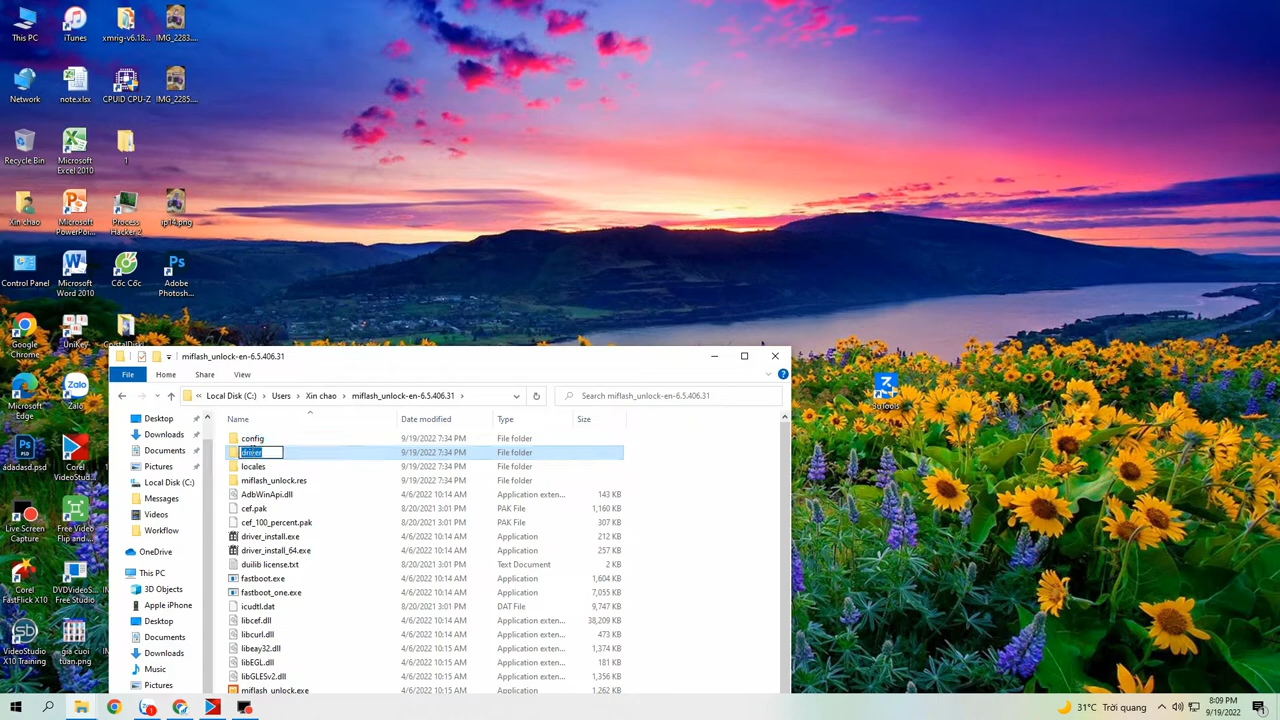 This PC
iTunes
xmrig-v6.18...
IMG_2283....
Network
note.xlsx
CPUID CPU-Z
IMG_2285....
Recycle Bin
Microsoft Excel 2010
1
Xin chao
Microsoft PowerPoi...
Process Hacker 2
ip14.png
Control Panel
Microsoft Word 2010
Cốc Cốc
Adobe Photosh...
Google Chrome
UniKey
CrystalDiskI...
Microsoft Edge
Zalo
3uTools
adadasd.psd
Corel VideoStud...
Live Screen Capture
Free Video Flip and ...
Corel FastFlick X10
DVDVideoS... Free Studio
VideoStudio X10 Training
gia cuoi tuan.png
miflash_unlock-en-6.5.406.31
File
Home
Share
View
Local Disk (C:)
Users
Xin chao
miflash_unlock-en-6.5.406.31
Search miflash_unlock-en-6.5.406.31
Name
Date modified
Type
Size
Desktop
Downloads
Documents
Pictures
Local Disk (C:)
Messages
Videos
Workflow
OneDrive
This PC
3D Objects
Apple iPhone
Desktop
Documents
Downloads
Music
Pictures
config 9/19/2022 7:34 PM File folder
driver 9/19/2022 7:34 PM File folder
locales 9/19/2022 7:34 PM File folder
miflash_unlock.res 9/19/2022 7:34 PM File folder
AdbWinApi.dll 4/6/2022 10:14 AM Application exten... 143 KB
cef.pak 8/20/2021 3:01 PM PAK File 1,160 KB
cef_100_percent.pak 8/20/2021 3:01 PM PAK File 307 KB
driver_install.exe 4/6/2022 10:14 AM Application 212 KB
driver_install_64.exe 4/6/2022 10:14 AM Application 257 KB
duilib license.txt 8/20/2021 3:01 PM Text Document 2 KB
fastboot.exe 4/6/2022 10:14 AM Application 1,604 KB
fastboot_one.exe 4/6/2022 10:14 AM Application 7,055 KB
icudtl.dat 8/20/2021 3:01 PM DAT File 9,747 KB
libcef.dll 4/6/2022 10:14 AM Application exten... 38,209 KB
libcurl.dll 4/6/2022 10:14 AM Application exten... 473 KB
libeay32.dll 4/6/2022 10:15 AM Application exten... 1,374 KB
libEGL.dll 4/6/2022 10:15 AM Application exten... 181 KB
libGLESv2.dll 4/6/2022 10:15 AM Application exten... 1,356 KB
miflash_unlock.exe 4/6/2022 10:15 AM Application 1,262 KB
31°C Trời quang
8:09 PM
9/19/2022